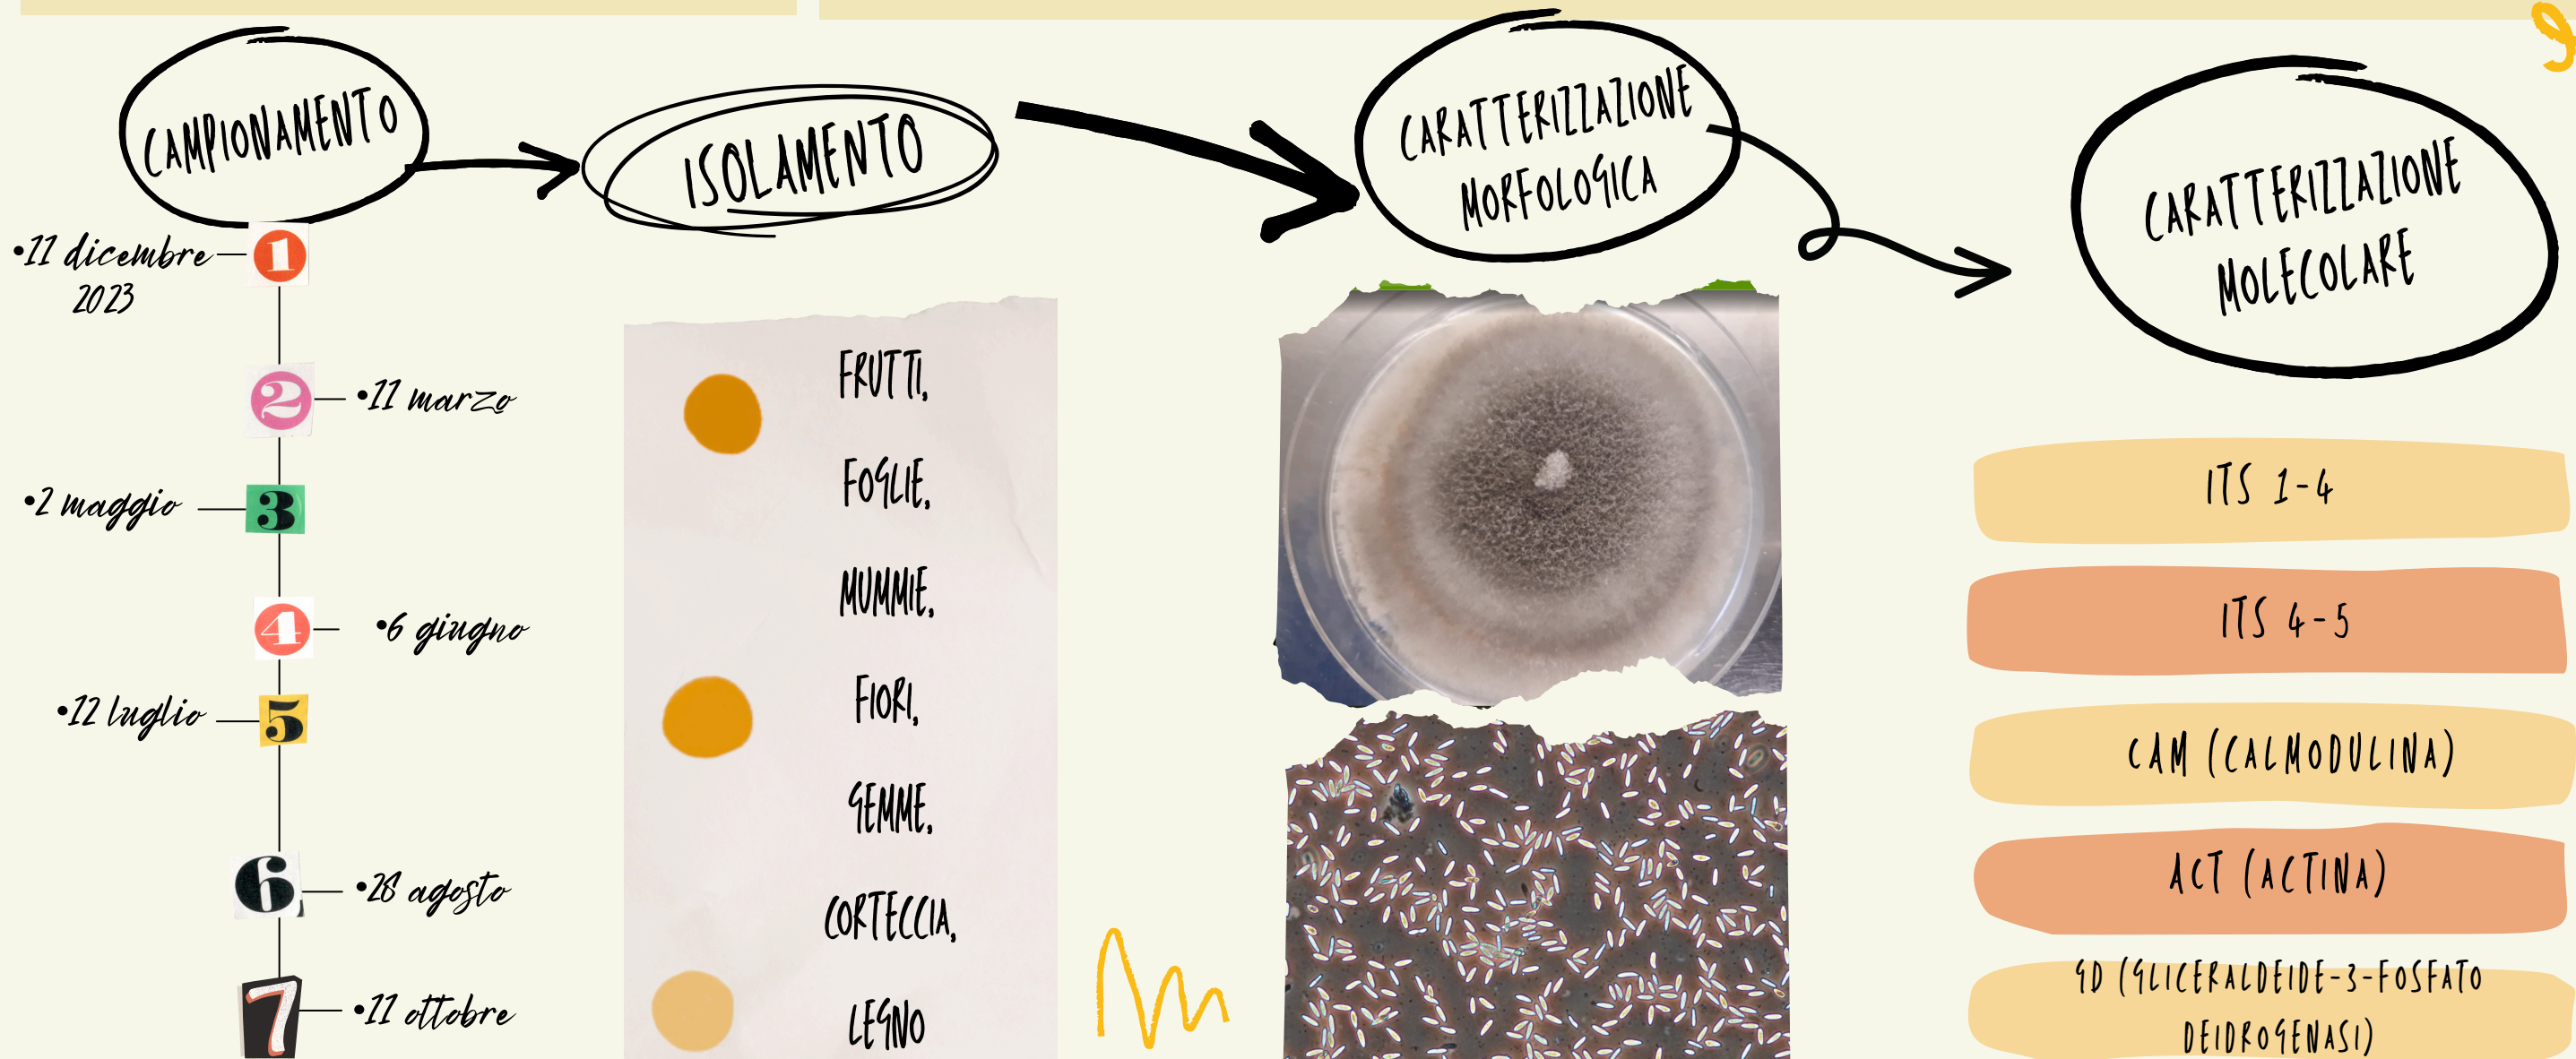 CAMPIONAMENTO
1
•11 dicembre
2023
2
•11 marzo
3
•2 maggio
4
•6 giugno
5
•12 luglio
6
•28 agosto
7
•11 ottobre
ISOLAMENTO
FRUTTI,
FOGLIE,
MUMMIE,
FIORI,
GEMME,
CORTECCIA,
LEGNO
CARATTERIZZAZIONE
MORFOLOGICA
CARATTERIZZAZIONE
MOLECOLARE
ITS 1-4
ITS 4-5
CAM (CALMODULINA)
ACT (ACTINA)
GD (GLICERALDEIDE-3-FOSFATO
DEIDROGENASI)